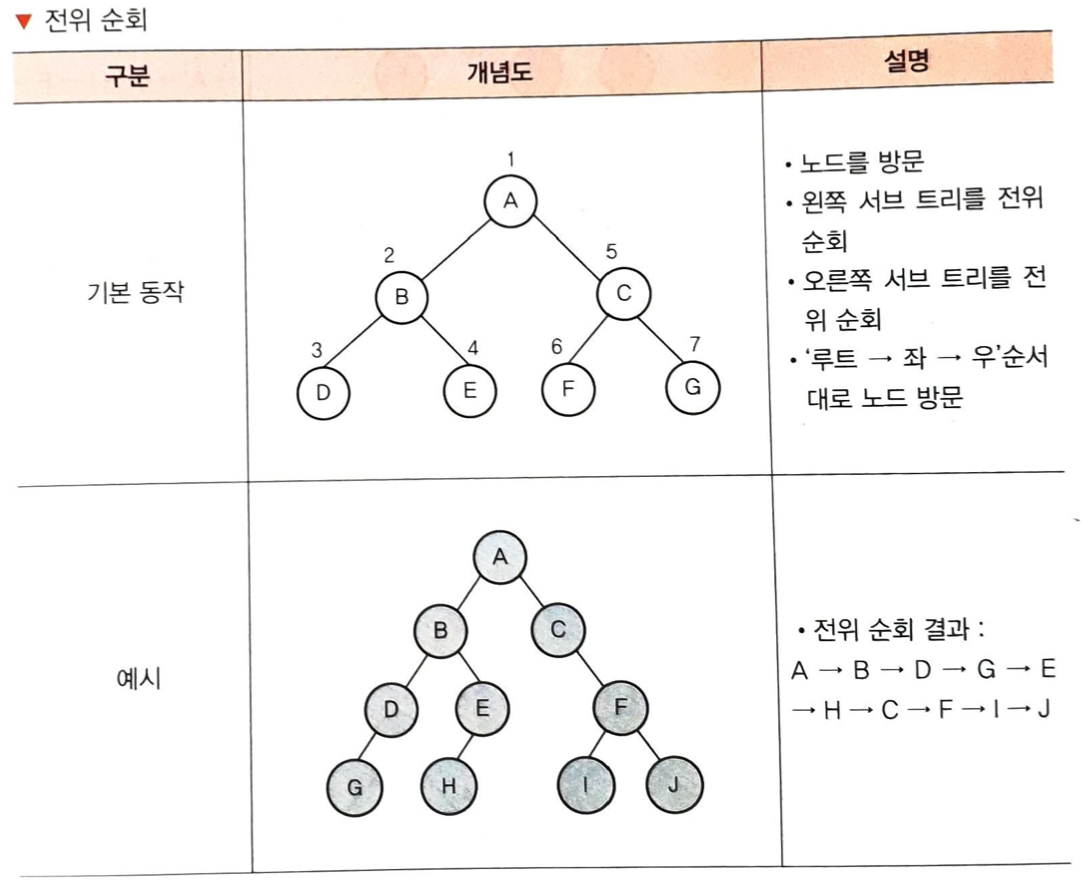 ▼ 전위 순회
구분 개념도 설명
기본 동작
1
A
2 5
B C
3 4 6 7
D E F G
• 노드를 방문
• 왼쪽 서브 트리를 전위
순회
• 오른쪽 서브 트리를 전
위 순회
• ‘루트 → 좌 → 우’순서
대로 노드 방문
예시
A
B C
D E F
G H I J
• 전위 순회 결과 :
A → B → D → G → E
→ H → C → F → I → J